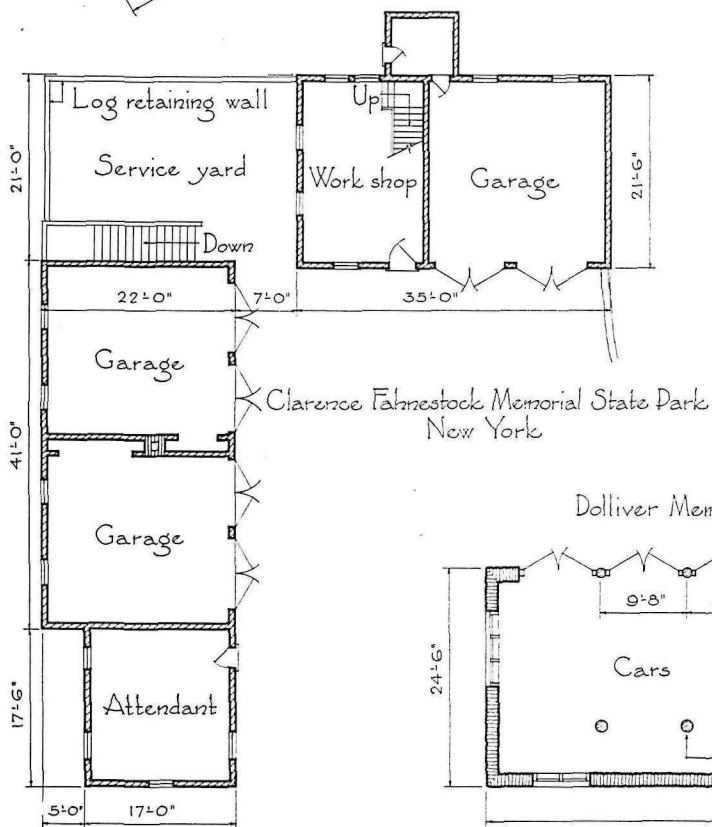 Log retaining wall
Up
Service yard
Work shop
Garage
21'-0"
21'-6"
Down
22'-0"
7'-0"
35'-0"
Garage
Clarence Fahnestock Memorial State Park
New York
41'-0"
Garage
Dolliver Mem
9'-8"
24'-6"
Cars
17'-6"
Attendant
5'-0"
17'-0"